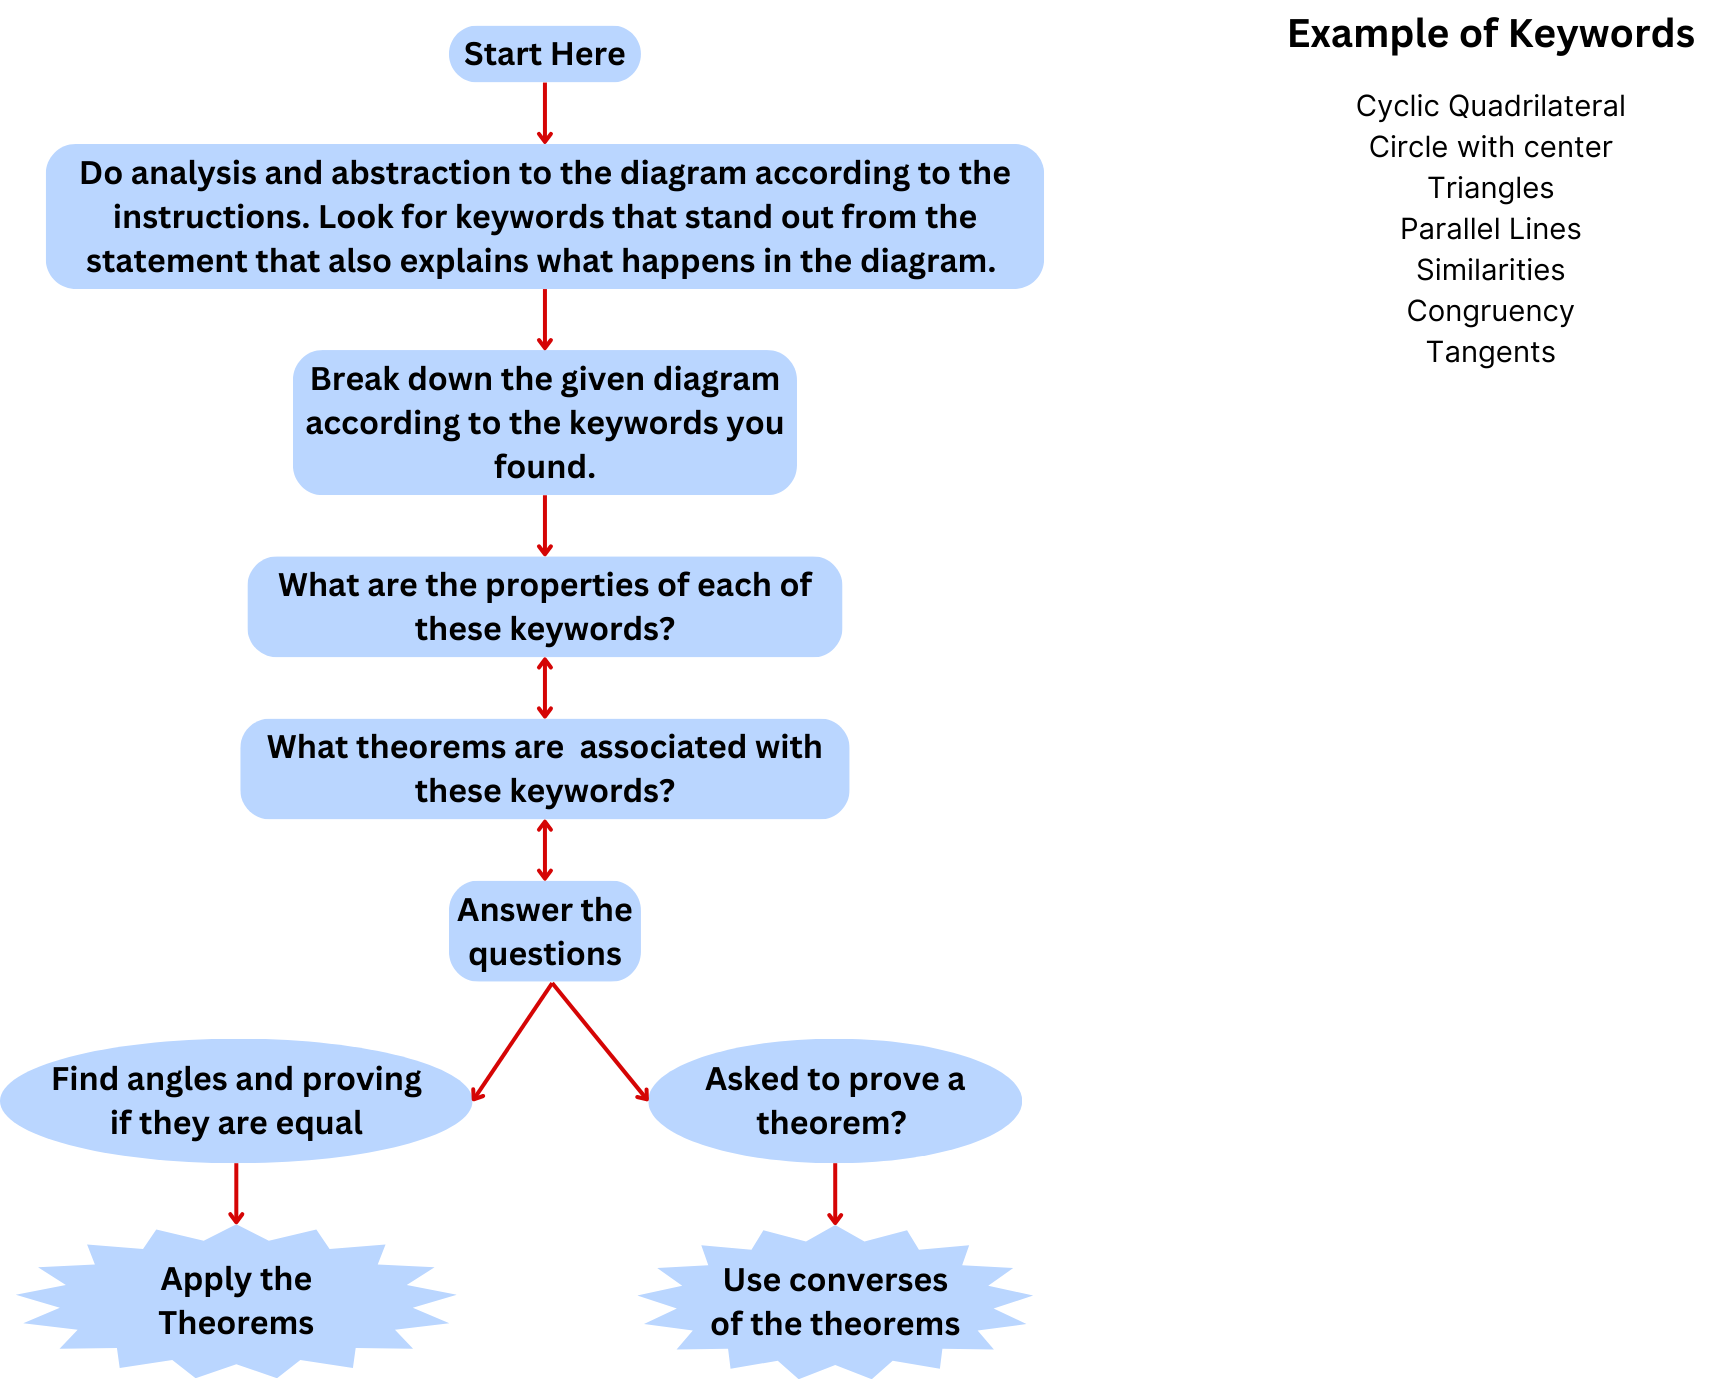 Start Here
Do analysis and abstraction to the diagram according to the
instructions. Look for keywords that stand out from the
statement that also explains what happens in the diagram.
Break down the given diagram
according to the keywords you
found.
What are the properties of each of
these keywords?
What theorems are  associated with
these keywords?
Answer the
questions
Find angles and proving
if they are equal
Asked to prove a
theorem?
Apply the
Theorems
Use converses
of the theorems
Example of Keywords
Cyclic Quadrilateral
Circle with center
Triangles
Parallel Lines
Similarities
Congruency
Tangents